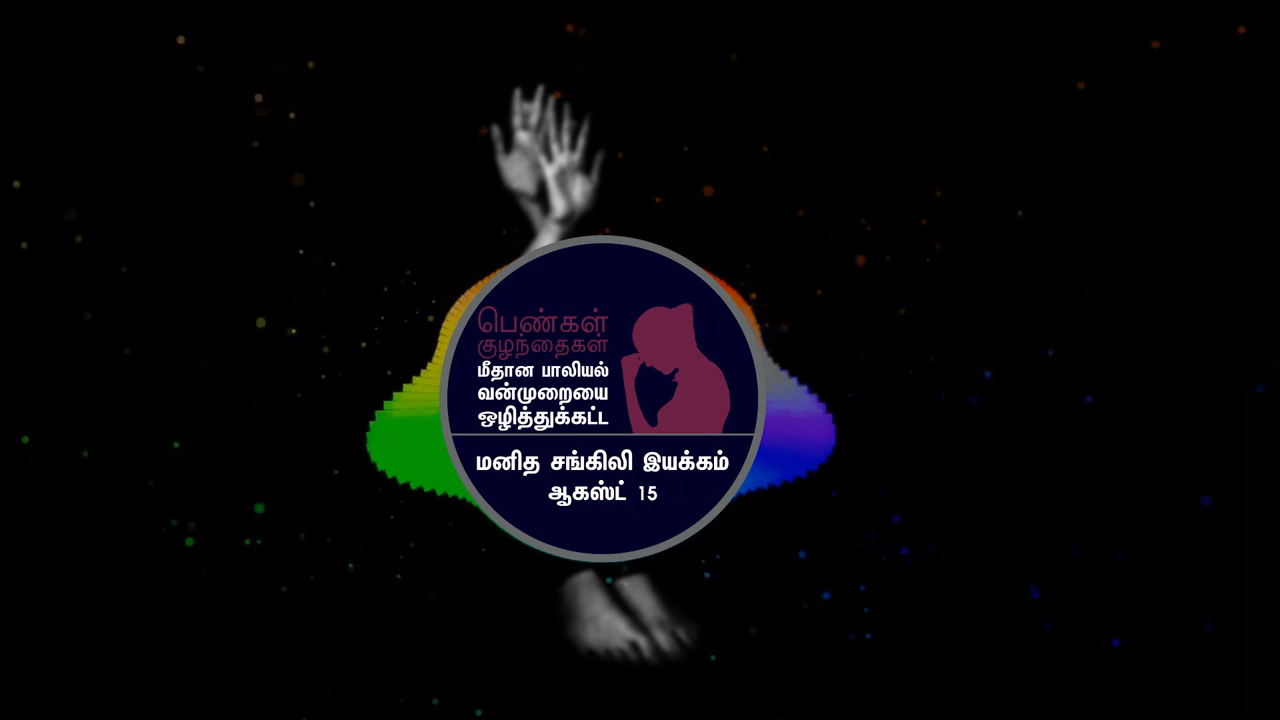 பெண்கள்
குழந்தைகள்
மீதான பாலியல்
வன்முறையை
ஒழித்துக்கட்ட
மனித சங்கிலி இயக்கம்
ஆகஸ்ட் 15